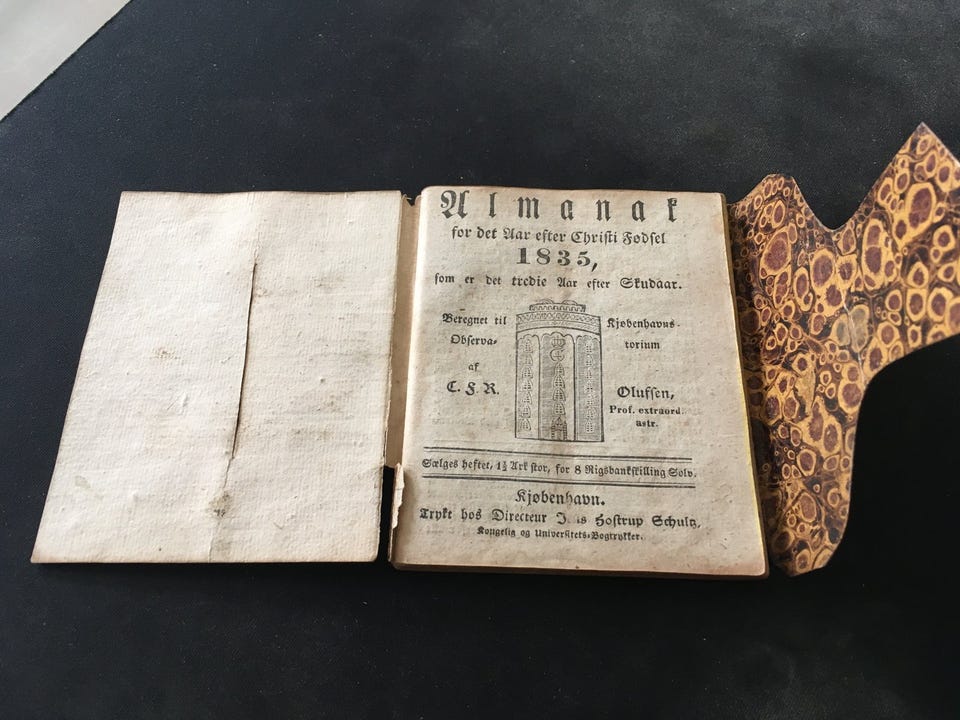 Almanak
for det Aar efter Christi Fødsel
1835,
som er det tredie Aar efter Skudaar.
Beregnet til Kjøbenhavns
Observa- torium
af
C. F. R. Olufsen,
Prof. extraord.
astr.
Sælges heftet, 1½ Ark stor, for 8 Rigsbankskilling Sølv.
Kjøbenhavn.
Trykt hos Directeur J. Hostrup Schultz,
Kongelig og Universitets-Bogtrykker.